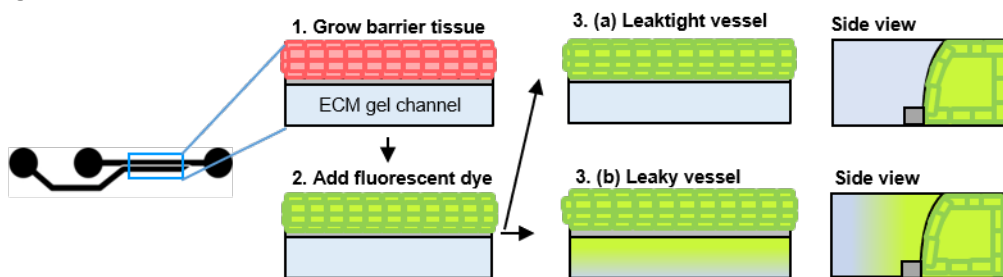 1. Grow barrier tissue
ECM gel channel
2. Add fluorescent dye
3. (a) Leaktight vessel
Side view
3. (b) Leaky vessel
Side view